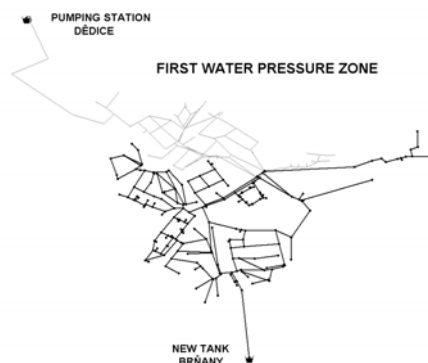 PUMPING STATION
DĚDICE
FIRST WATER PRESSURE ZONE
NEW TANK
BRŇANY